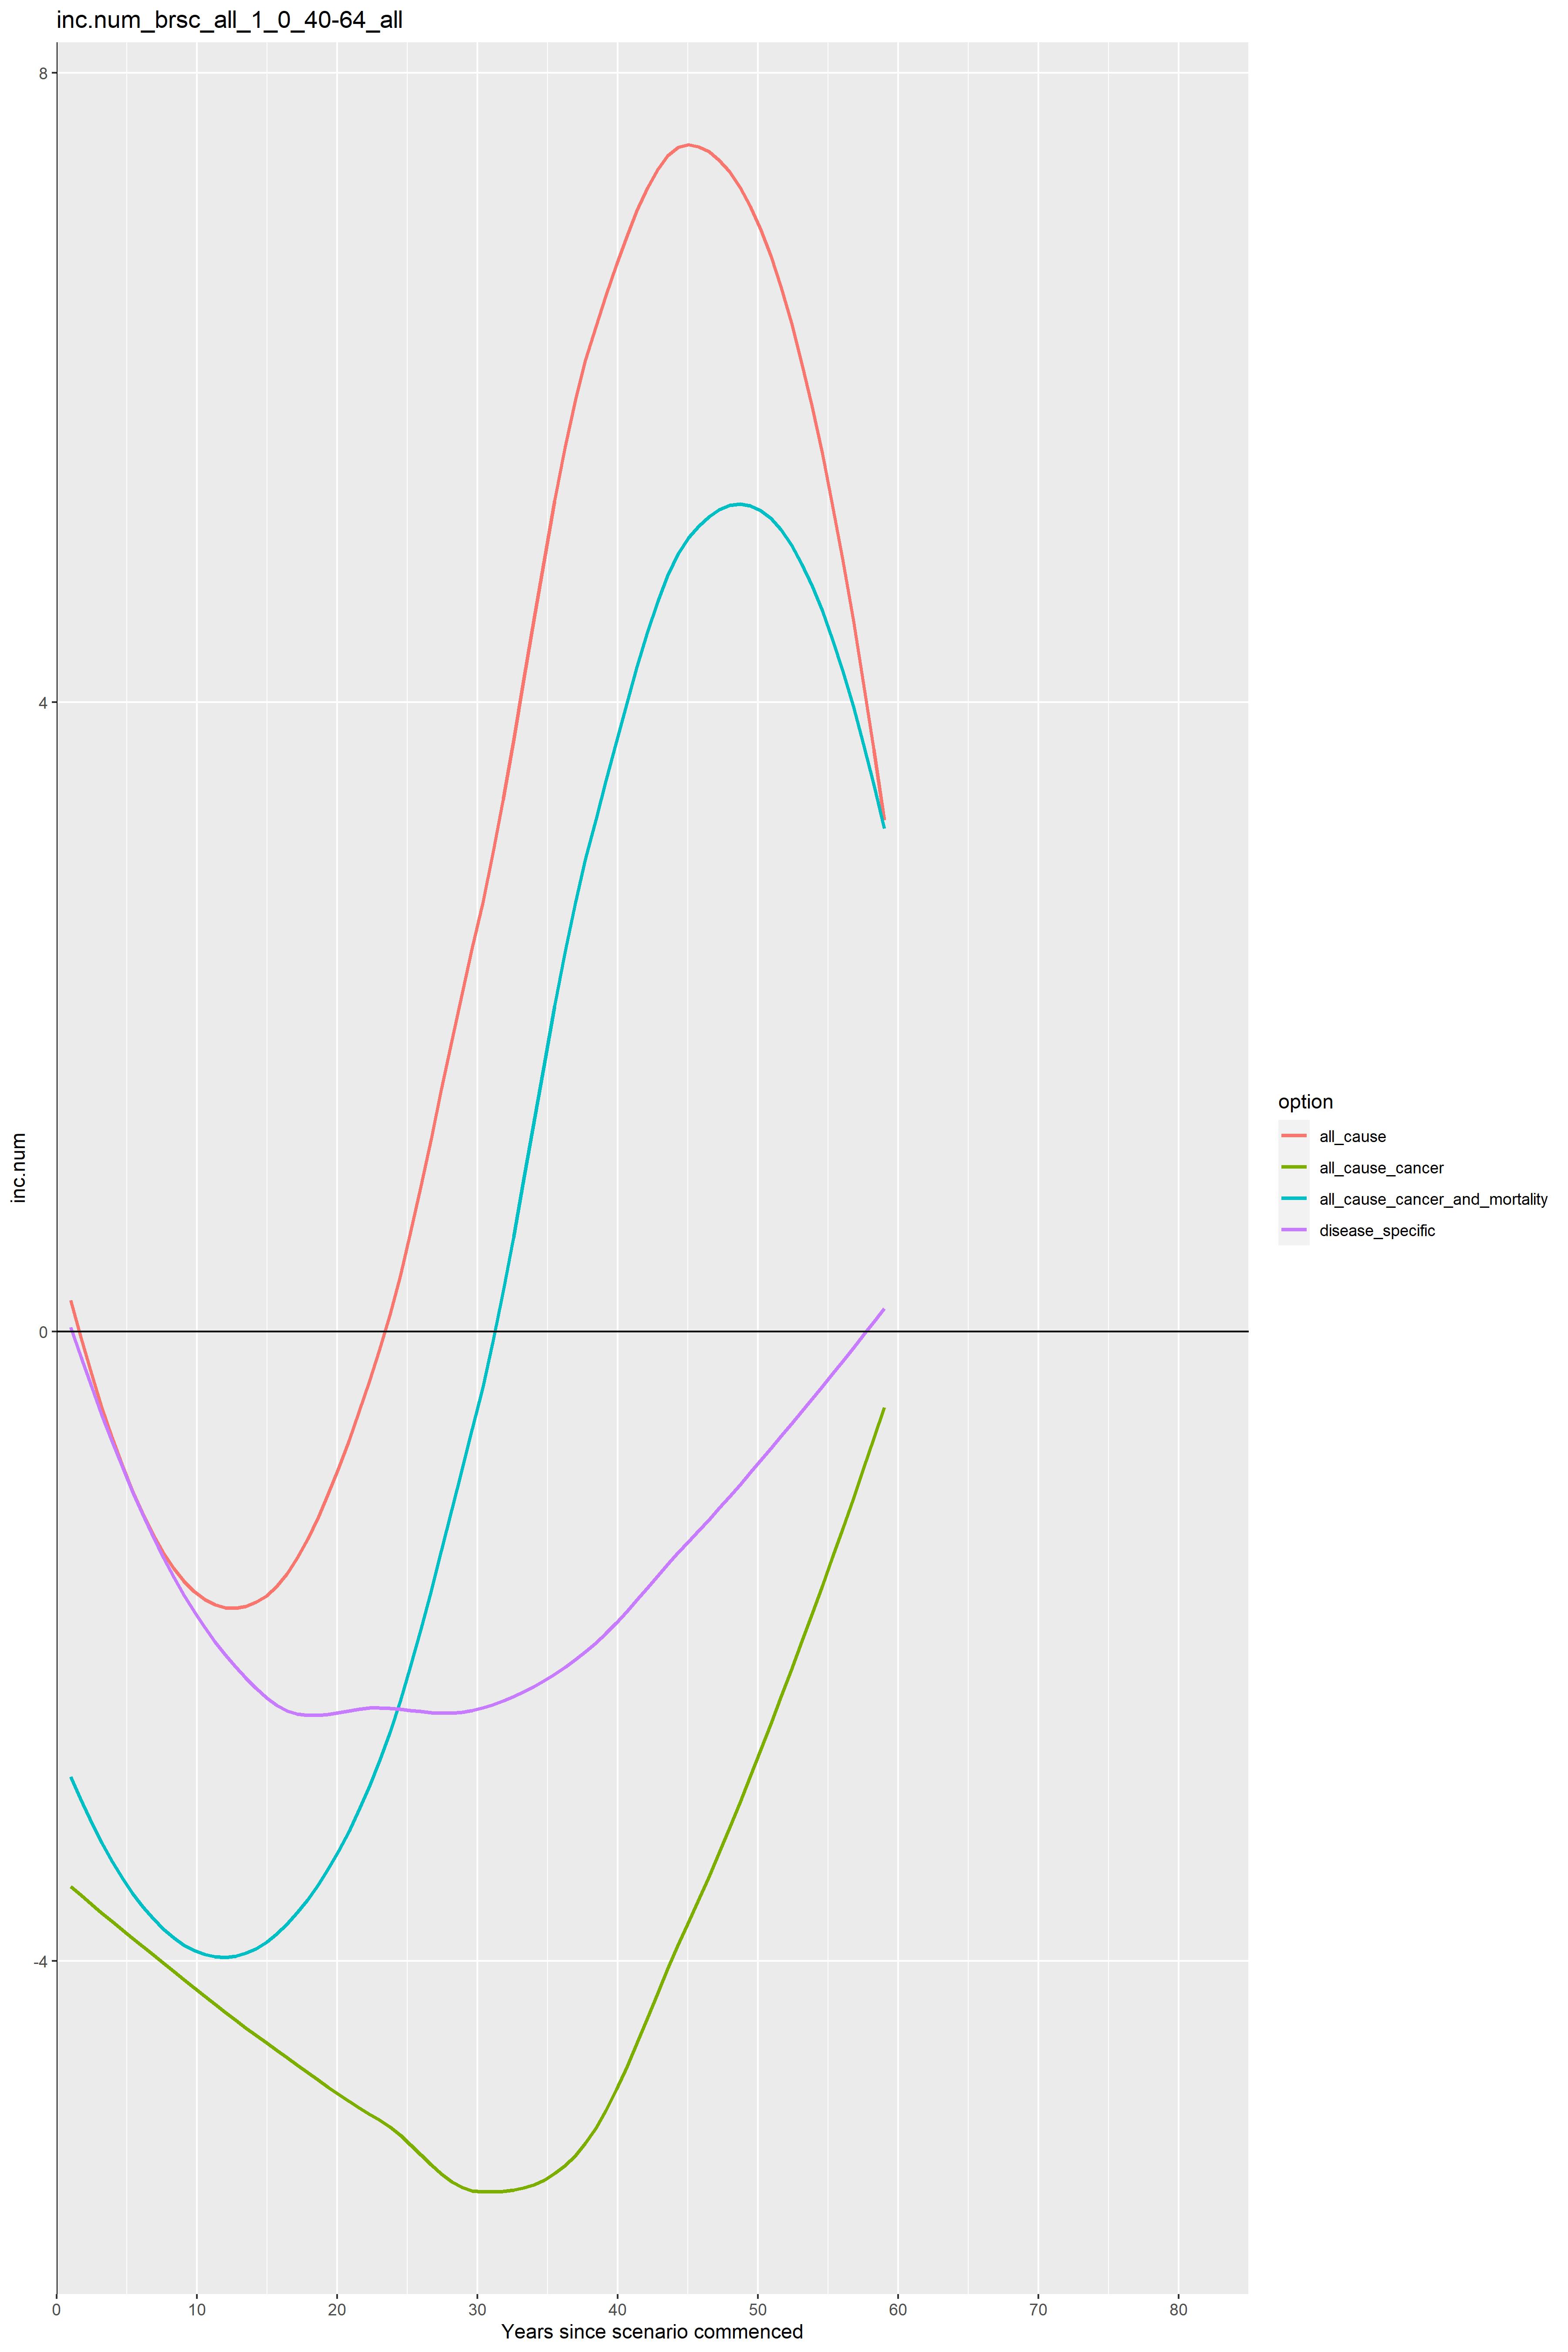 inc.num_brsc_all_1_0_40-64_all
8
4
0
-4
inc.num
0 10 20 30 40 50 60 70 80
Years since scenario commenced
option
all_cause
all_cause_cancer
all_cause_cancer_and_mortality
disease_specific